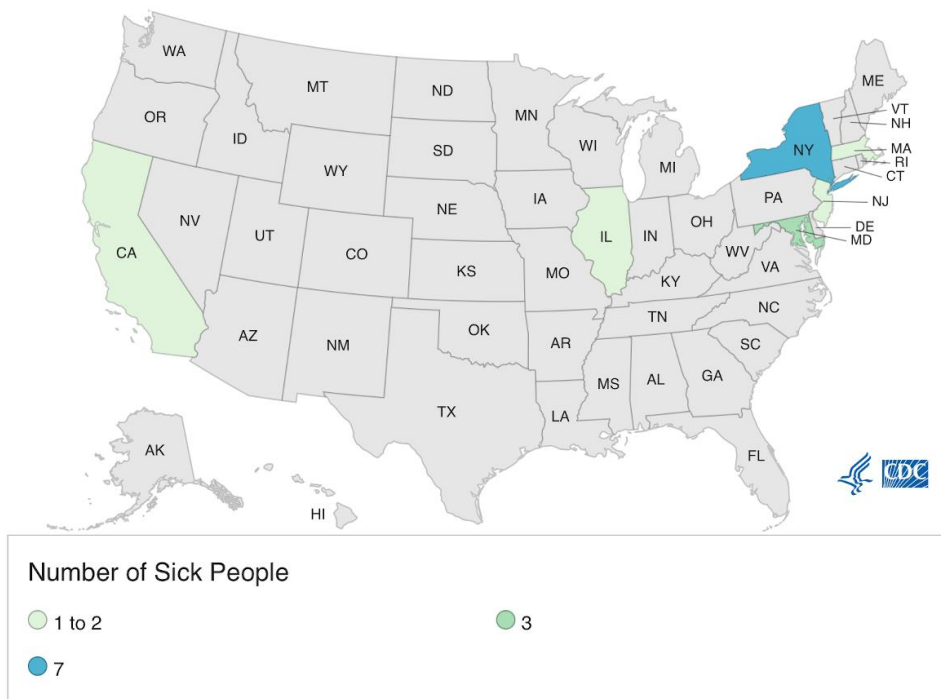 WA
MT
ND
MN
ME
VT
NH
OR
ID
SD
WI
MI
NY
MA
RI
CT
WY
IA
PA
NJ
NE
NV
UT
CO
IL
IN
OH
DE
MD
CA
KS
MO
WV
VA
KY
AZ
NM
OK
AR
TN
NC
SC
MS
AL
GA
TX
LA
FL
AK
HI
CDC
Number of Sick People
1 to 2
3
7